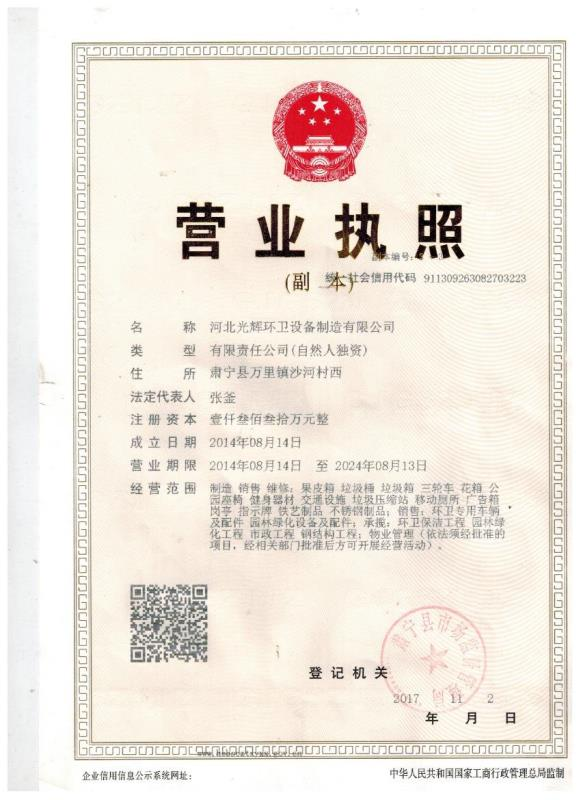 营业执照
副本编号:
(副 本)
统一社会信用代码 911309263082703223
名 称 河北光辉环卫设备制造有限公司
类 型 有限责任公司(自然人独资)
住 所 肃宁县万里镇沙河村西
法定代表人 张釜
注册资本 壹仟叁佰叁拾万元整
成立日期 2014年08月14日
营业期限 2014年08月14日 至 2024年08月13日
经营范围 制造 销售 维修：果皮箱 垃圾桶 垃圾箱 三轮车 花箱 公
园座椅 健身器材 交通设施 垃圾压缩站 移动厕所 广告箱
岗亭 指示牌 铁艺制品 不锈钢制品；销售：环卫专用车辆
及配件 园林绿化设备及配件；承揽：环卫保洁工程 园林绿
化工程 市政工程 钢结构工程；物业管理（依法须经批准的
项目，经相关部门批准后方可开展经营活动）。
肃宁县市场监督管理局
登记机关
2017 11 2
年 月 日
企业信用信息公示系统网址：
中华人民共和国国家工商行政管理总局监制